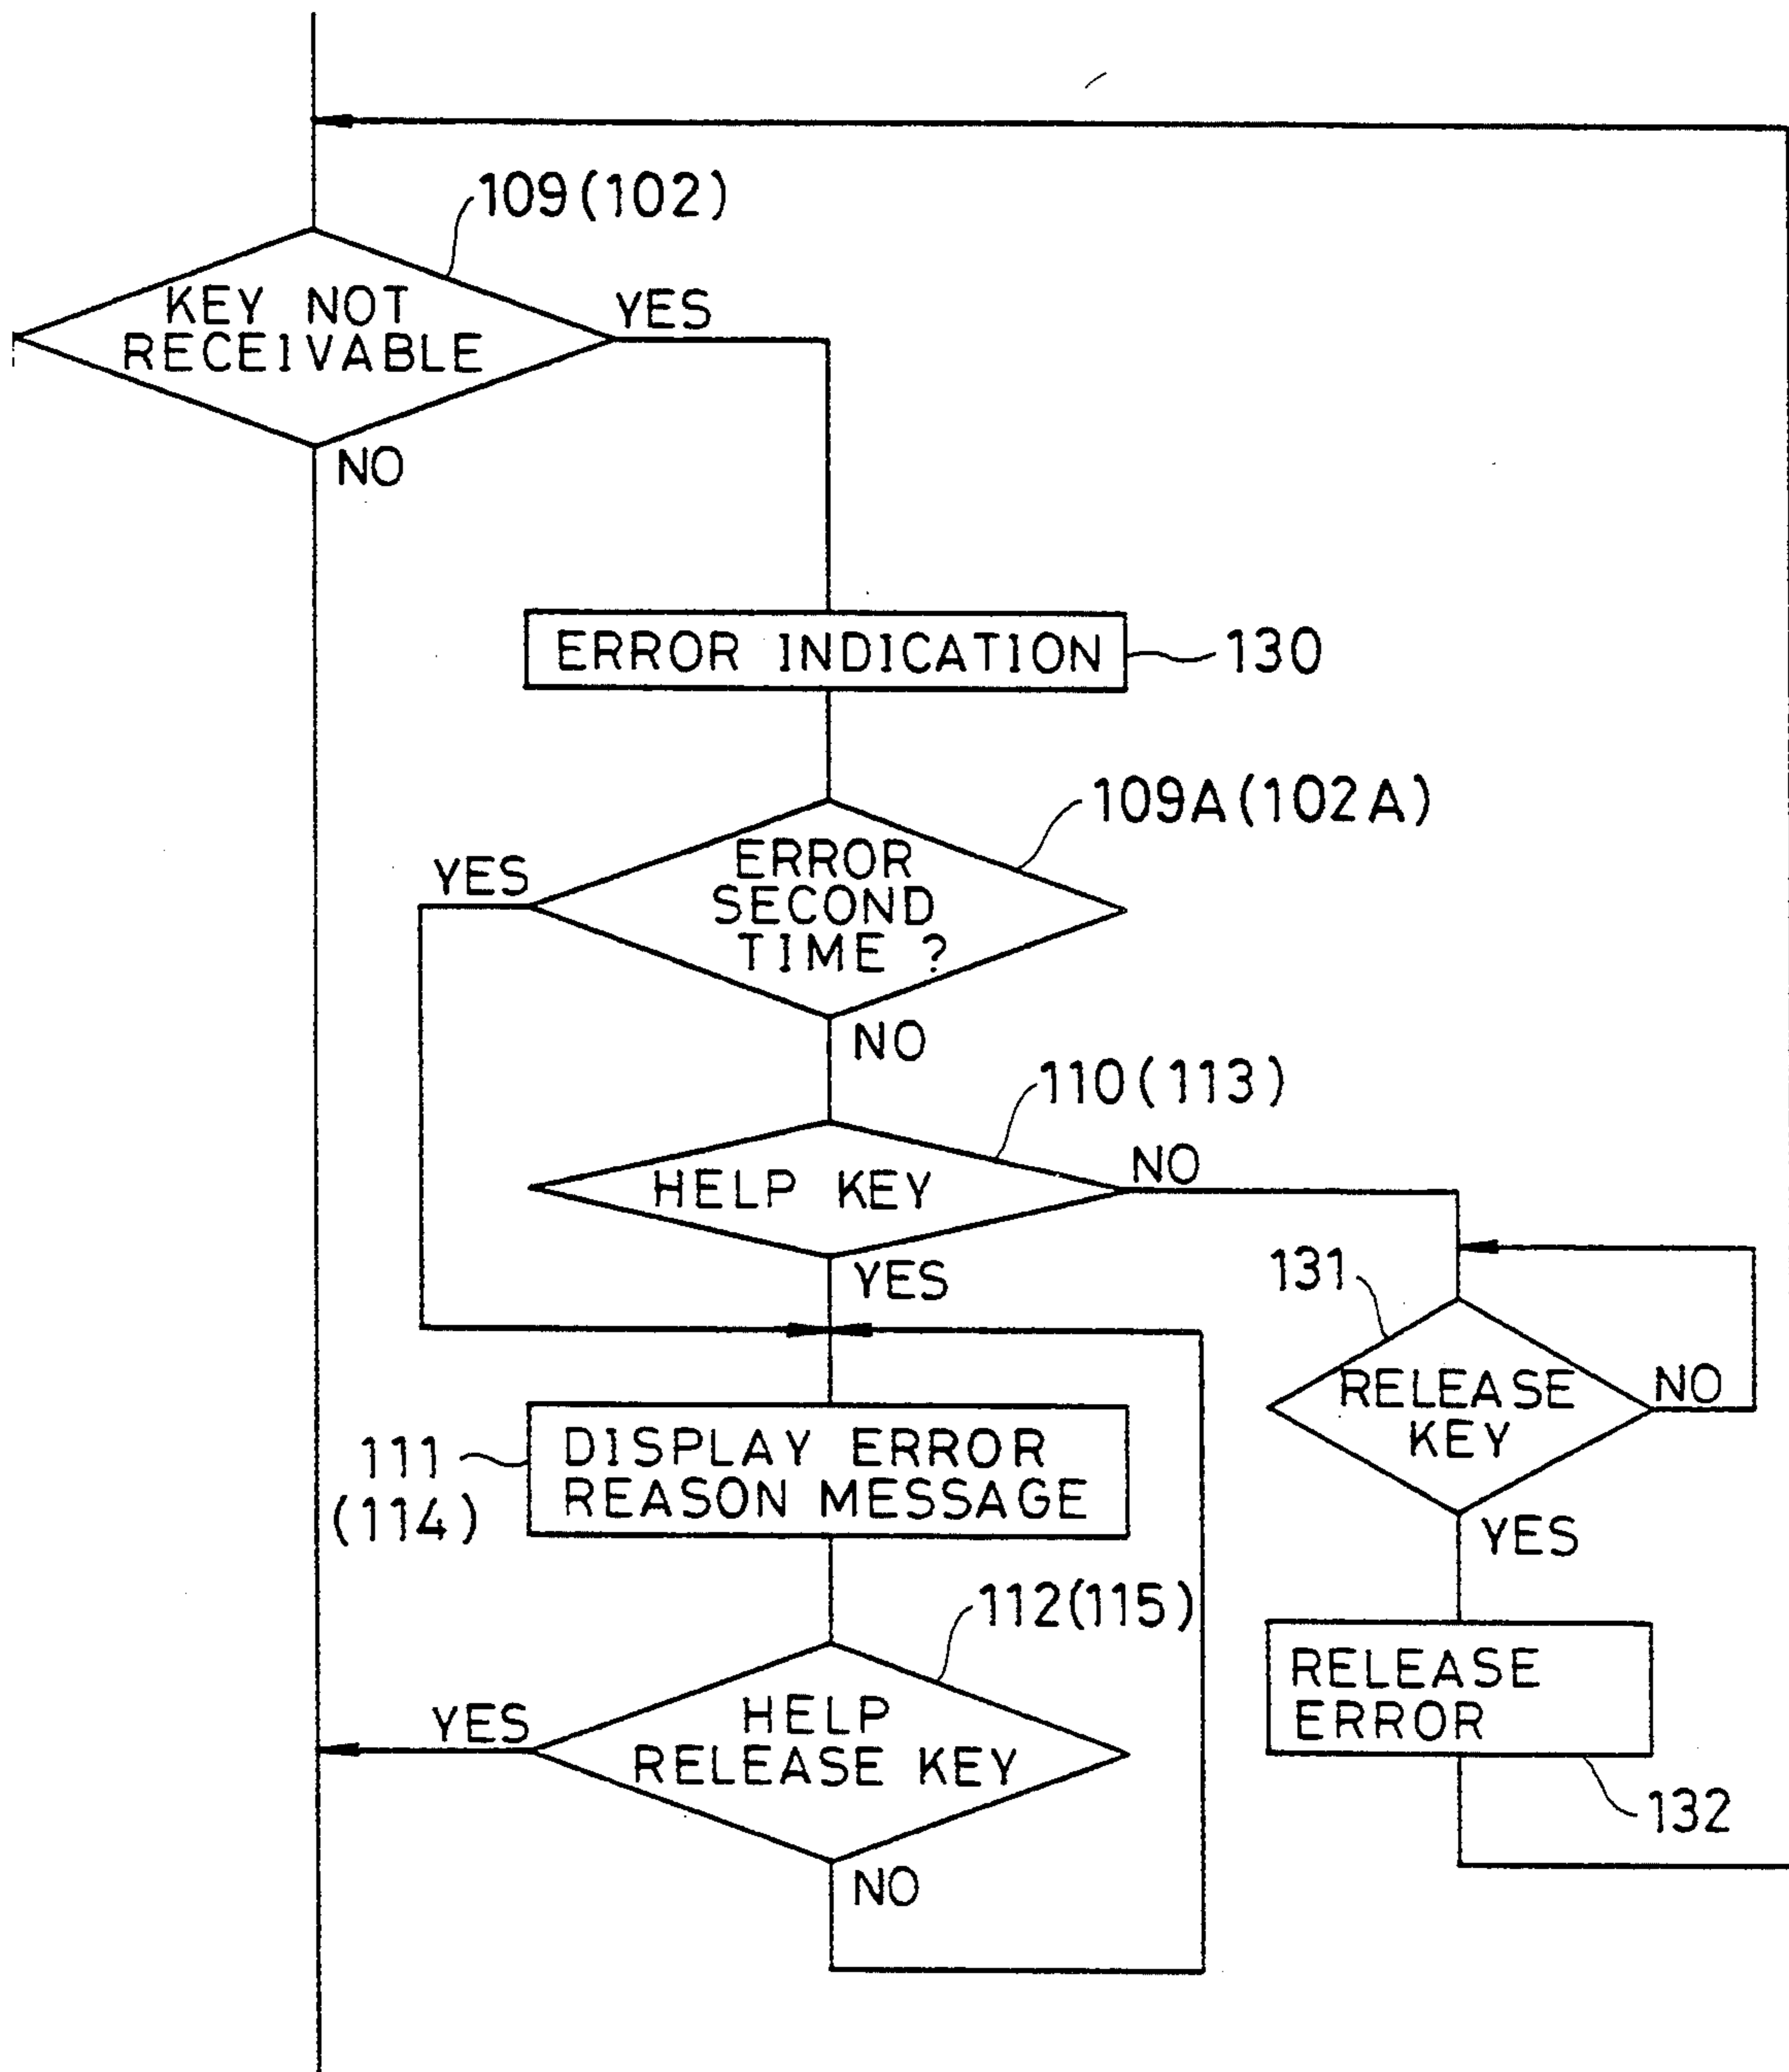 109(102)
KEY NOT
RECEIVABLE
YES
NO
ERROR INDICATION
130
109A(102A)
YES
ERROR
SECOND
TIME ?
NO
110(113)
HELP KEY
NO
YES
131
RELEASE
KEY
NO
YES
111
(114)
DISPLAY ERROR
REASON MESSAGE
112(115)
YES
HELP
RELEASE KEY
NO
RELEASE
ERROR
132